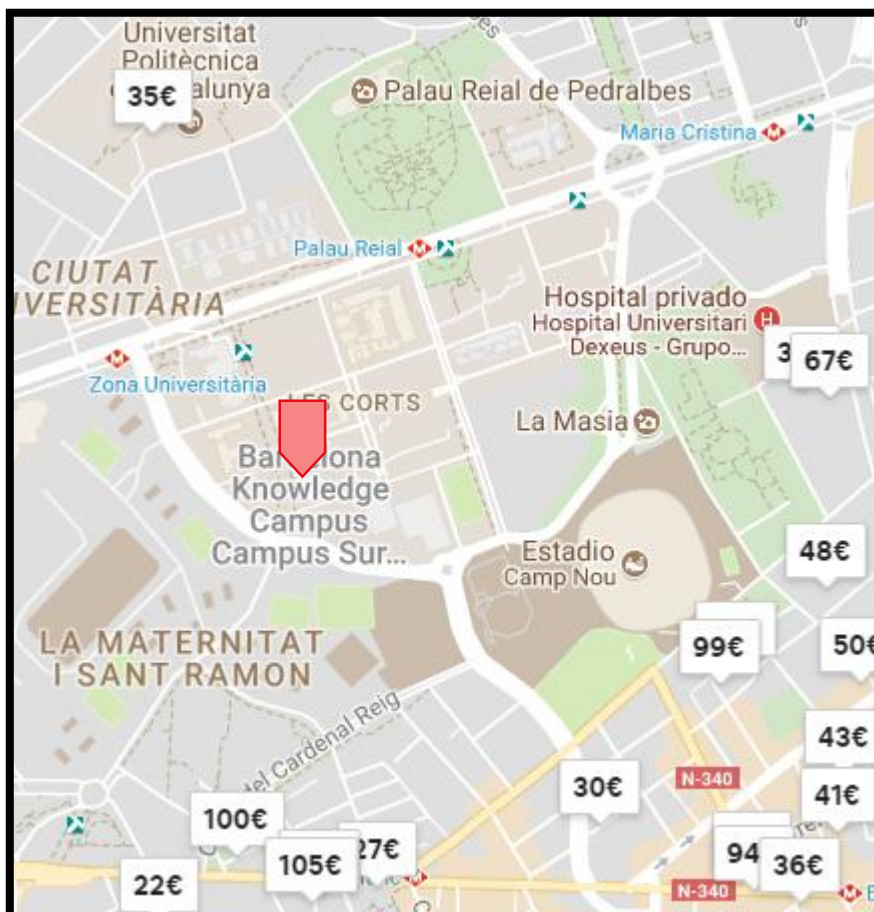 Universitat
Politècnica
alunya
35€
Palau Reial de Pedralbes
Maria Cristina
Palau Reial
CIUTAT
VERSITÀRIA
Hospital privado
Hospital Universitari
Dexeus - Grupo...
67€
Zona Universitària
CORTS
La Masia
Knowledge
Campus
Campus Sur...
Estadio
Camp Nou
48€
LA MATERNITAT
I SANT RAMON
99€
50€
del Cardenal Reig
43€
N-340
30€
41€
100€
27€
105€
94
36€
22€
N-340